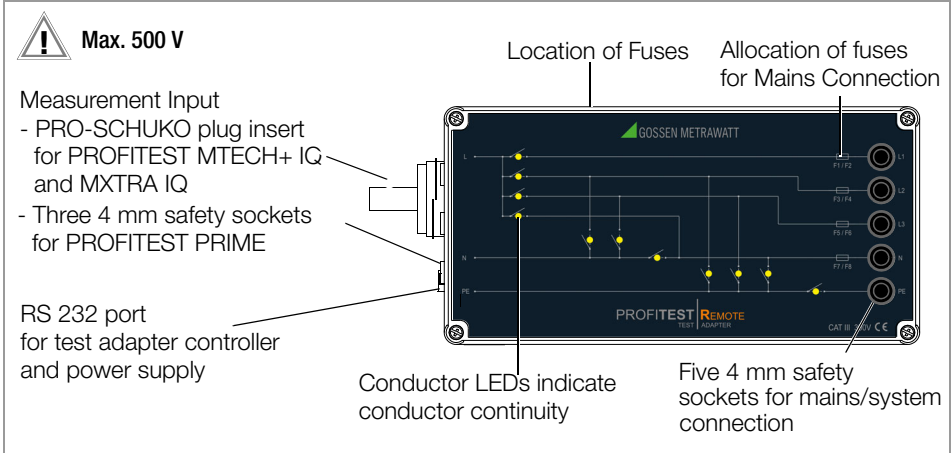 Max. 500 V
Location of Fuses
Allocation of fuses
for Mains Connection
Measurement Input
- PRO-SCHUKO plug insert
for PROFITEST MTECH+ IQ
and MXTRA IQ
- Three 4 mm safety sockets
for PROFITEST PRIME
RS 232 port
for test adapter controller
and power supply
GOSSEN METRAWATT
L
F1 / F2
L1
F3 / F4
L2
F5 / F6
L3
N
F7 / F8
N
PE
PE
PROFITEST REMOTE
TEST ADAPTER
CAT III 300V CE
Conductor LEDs indicate
conductor continuity
Five 4 mm safety
sockets for mains/system
connection